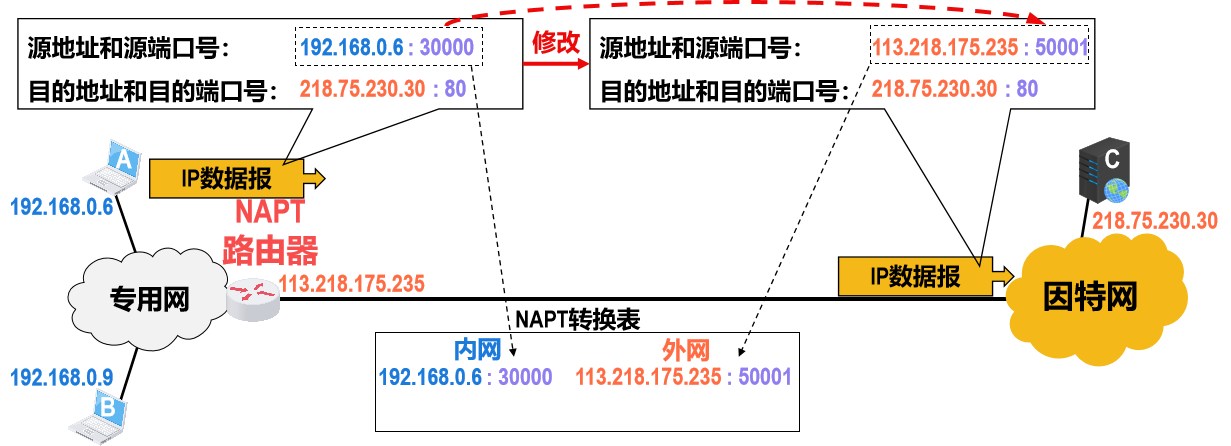 源地址和源端口号： 192.168.0.6 : 30000
目的地址和目的端口号： 218.75.230.30 : 80
修改
源地址和源端口号： 113.218.175.235 : 50001
目的地址和目的端口号： 218.75.230.30 : 80
A
IP数据报
192.168.0.6
NAPT
路由器
113.218.175.235
专用网
192.168.0.9
B
C
218.75.230.30
IP数据报
因特网
NAPT转换表
内网 外网
192.168.0.6 : 30000 113.218.175.235 : 50001